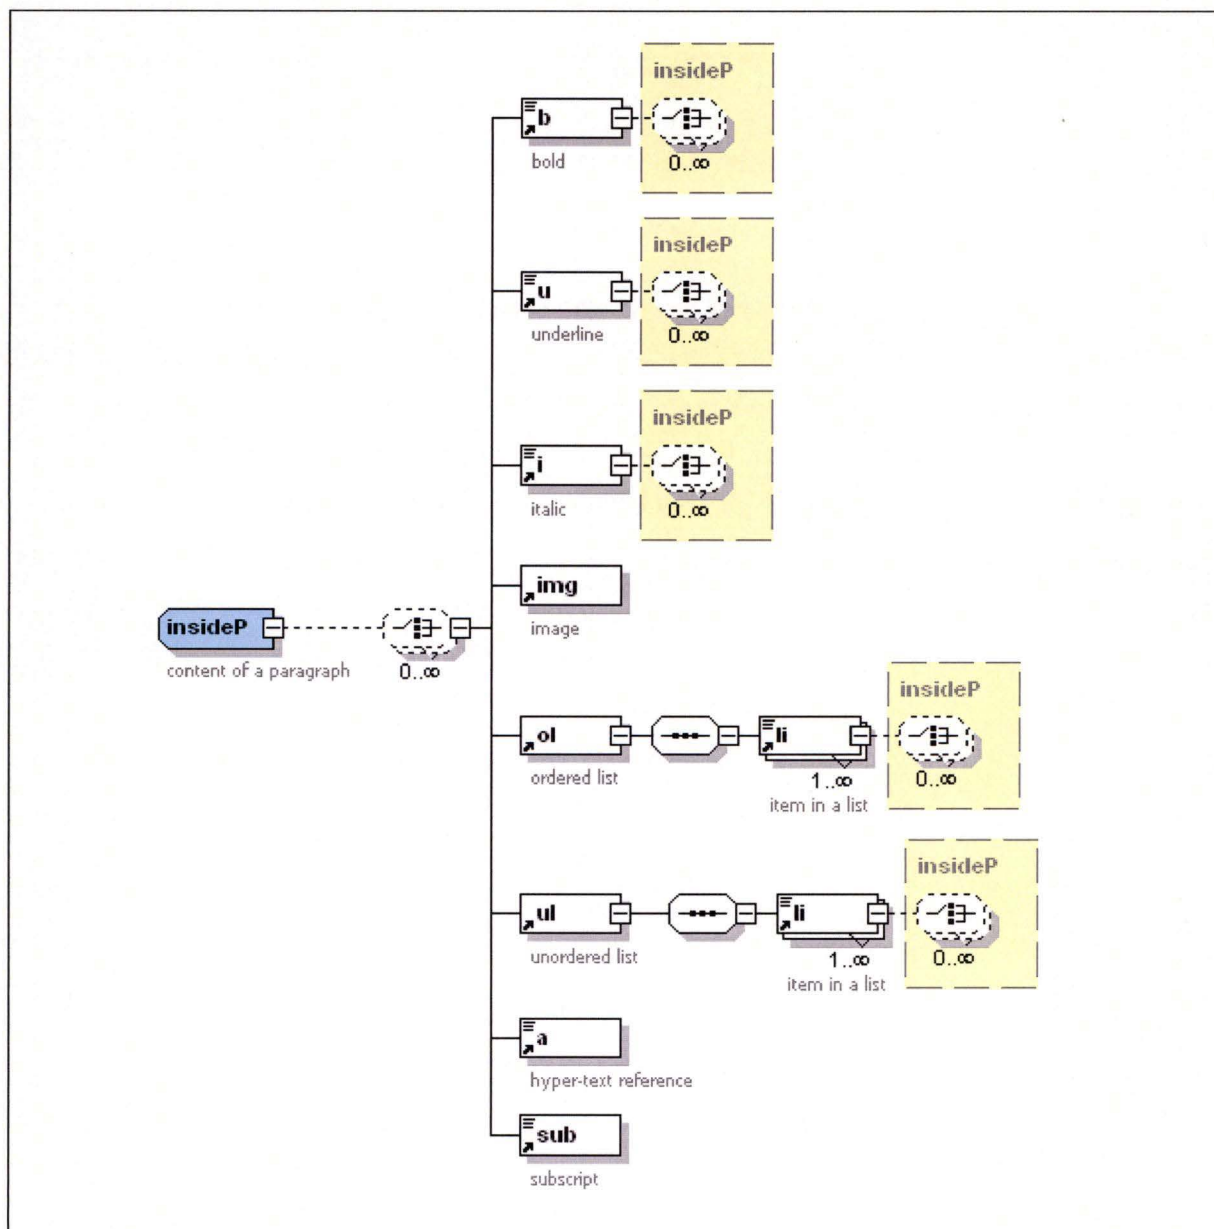 insideP
b
bold
0..∞
insideP
u
underline
0..∞
insideP
i
italic
0..∞
img
image
insideP
content of a paragraph
0..∞
insideP
ol
li
ordered list
1..∞
0..∞
item in a list
insideP
ul
li
unordered list
1..∞
0..∞
item in a list
a
hyper-text reference
sub
subscript